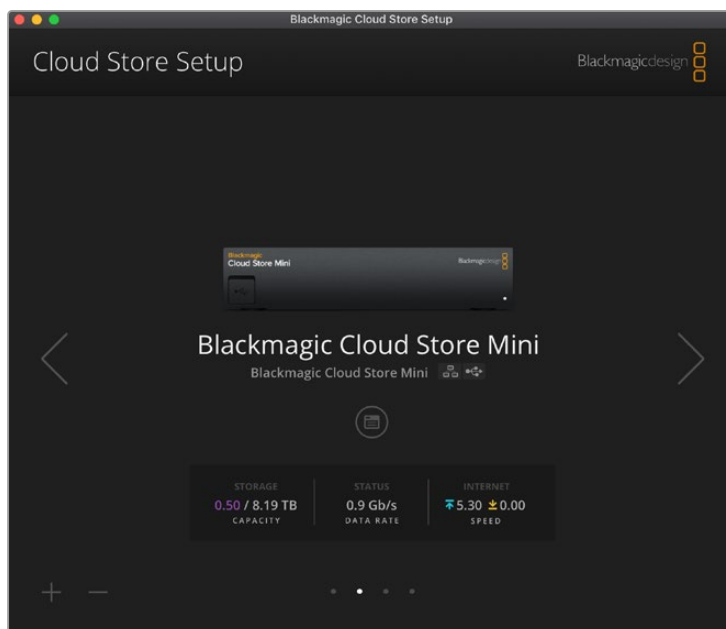 Blackmagic Cloud Store Setup
Cloud Store Setup
Blackmagicdesign
Blackmagic
Cloud Store Mini
Blackmagicdesign
Blackmagic Cloud Store Mini
Blackmagic Cloud Store Mini
STORAGE STATUS INTERNET
0.50 / 8.19 TB 0.9 Gb/s 5.30 0.00
CAPACITY DATA RATE SPEED